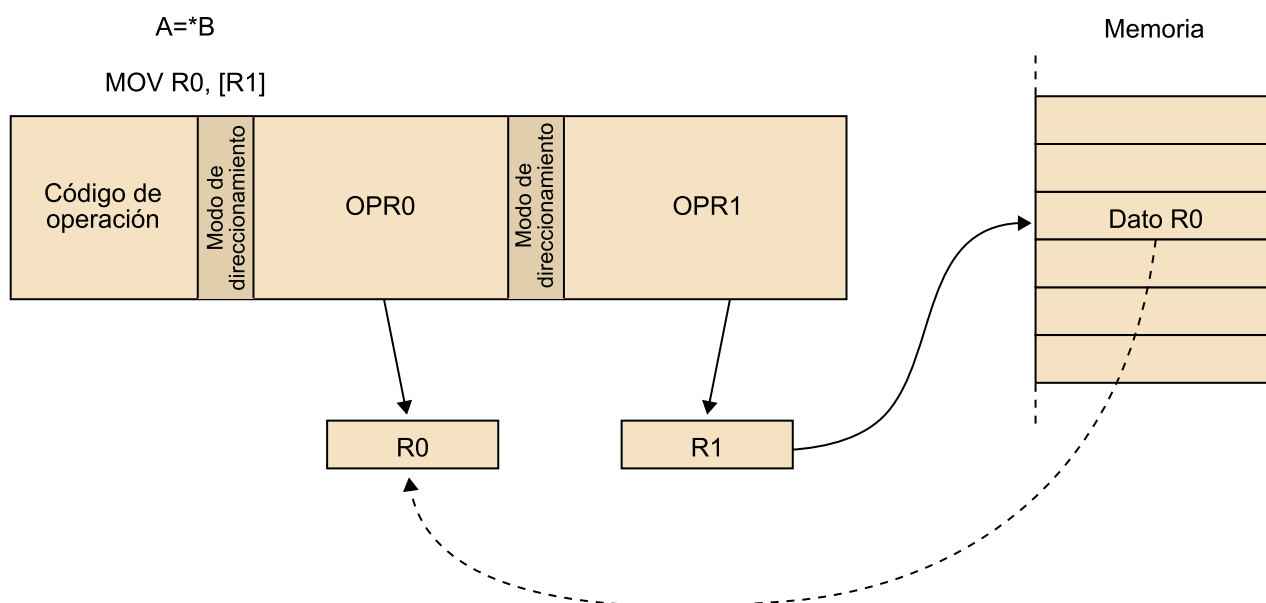 A=*B
Memoria
MOV R0, [R1]
Código de
operación
Modo de
direccionamiento
OPR0
Modo de
direccionamiento
OPR1
Dato R0
R0
R1